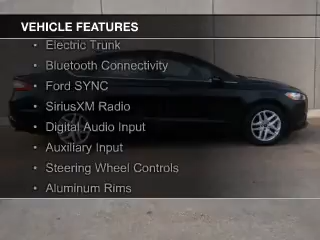 VEHICLE FEATURES
• Electric Trunk
• Bluetooth Connectivity
• Ford SYNC
• SiriusXM Radio
• Digital Audio Input
• Auxiliary Input
• Steering Wheel Controls
• Aluminum Rims